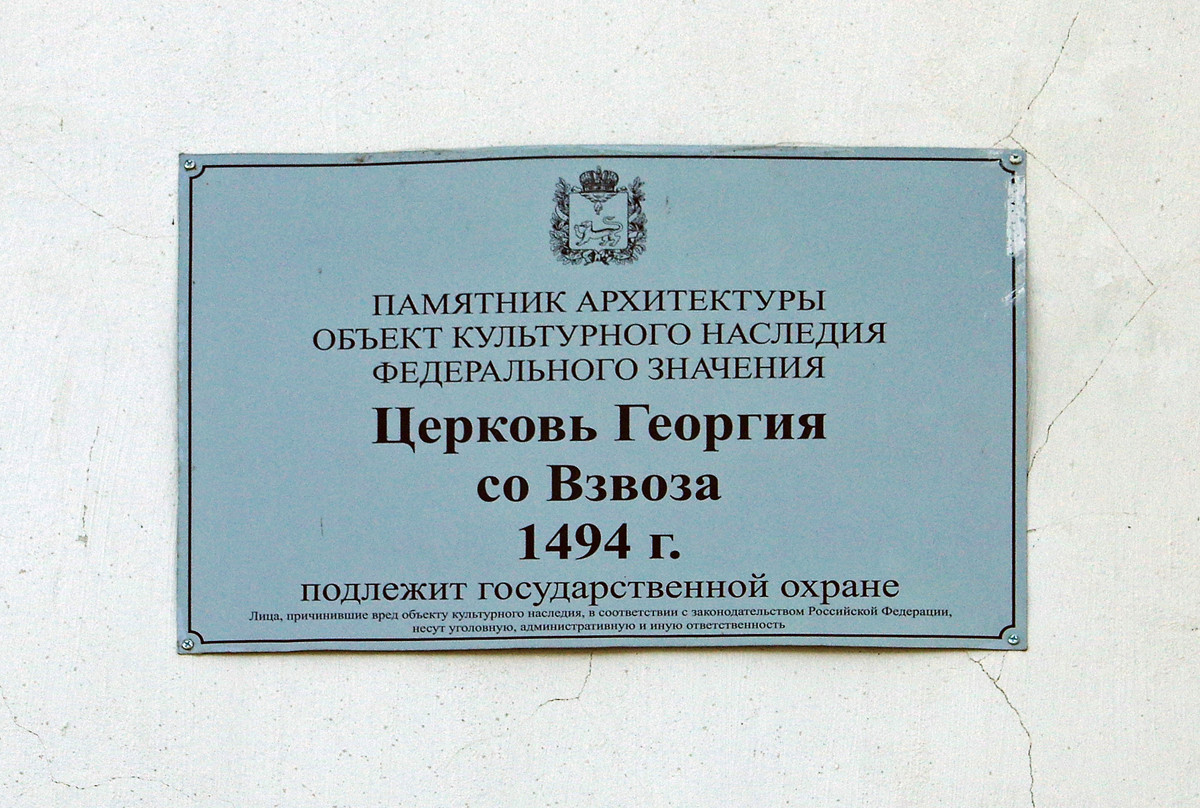 ПАМЯТНИК АРХИТЕКТУРЫ
ОБЪЕКТ КУЛЬТУРНОГО НАСЛЕДИЯ
ФЕДЕРАЛЬНОГО ЗНАЧЕНИЯ
Церковь Георгия
со Взвоза
1494 г.
подлежит государственной охране
Лица, причинившие вред объекту культурного наследия, в соответствии с законодательством Российской Федерации,
несут уголовную, административную и иную ответственность